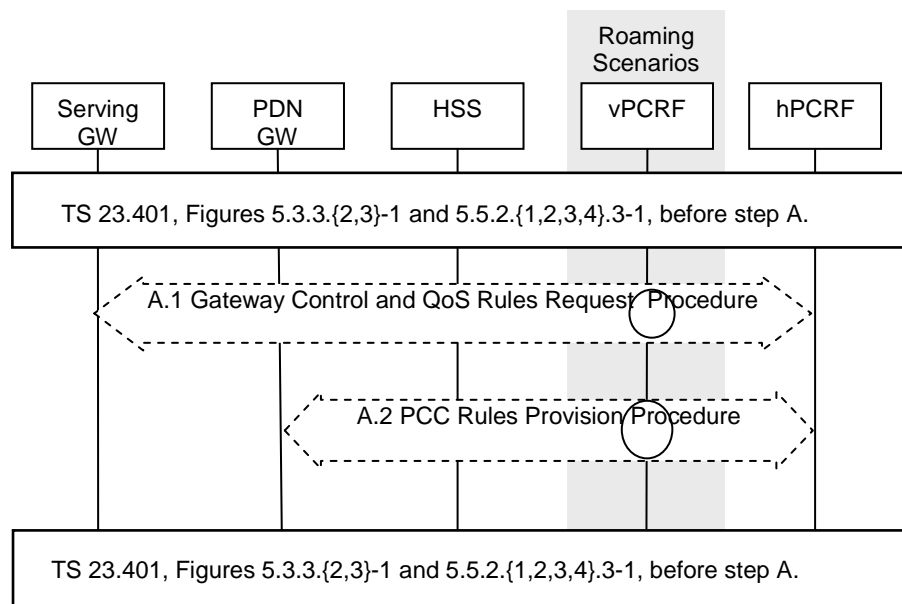 Roaming
Scenarios
Serving
GW
PDN
GW
HSS
vPCRF
hPCRF
TS 23.401, Figures 5.3.3.{2,3}-1 and 5.5.2.{1,2,3,4}.3-1, before step A.
A.1 Gateway Control and QoS Rules Request Procedure
A.2 PCC Rules Provision Procedure
TS 23.401, Figures 5.3.3.{2,3}-1 and 5.5.2.{1,2,3,4}.3-1, before step A.